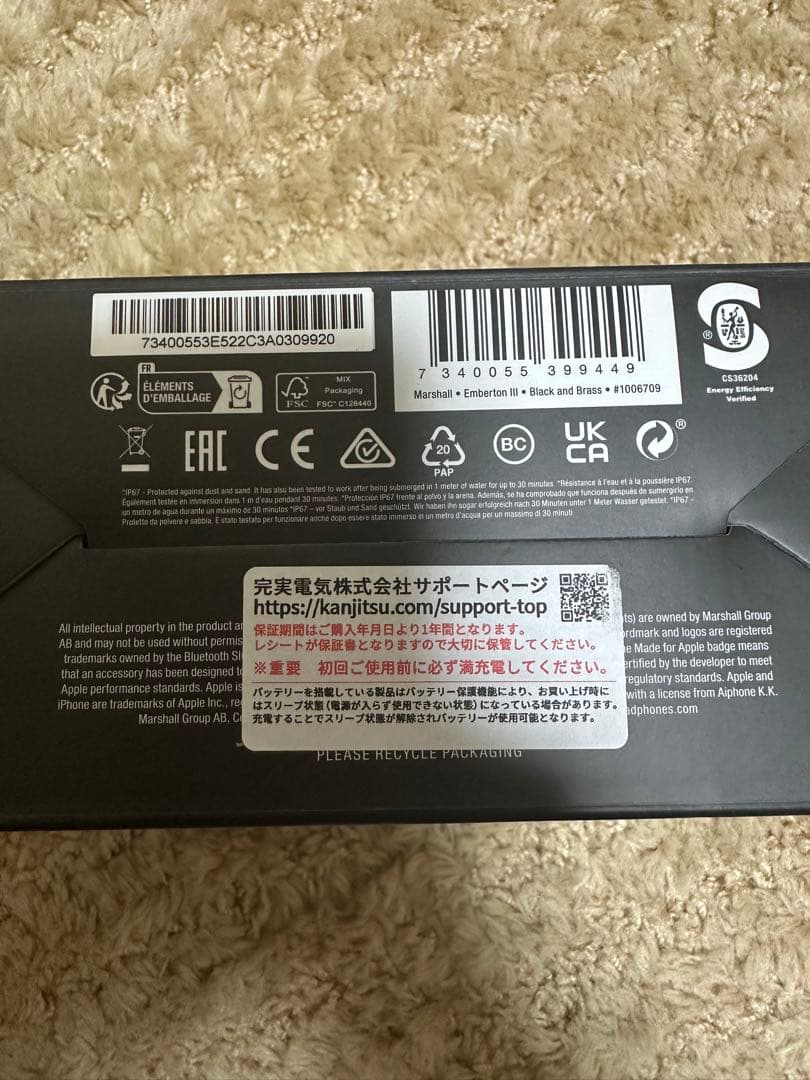 73400553E522C3A0309920
7 340055 399449
Marshall • Emberton III • Black and Brass • #1006709
®
CS36204
Energy Efficiency
Verified
FR
ÉLÉMENTS
D'EMBALLAGE
FSC
MIX
Packaging
FSC® C128440
EAC
CE
20
PAP
BC
UK
CA
®
*IP67 - Protected against dust and sand. It has also been tested to work after being submerged in 1 meter of water for up to 30 minutes. *Résistance à l'eau et à la poussière IP67.
Également testée en immersion dans 1 m d'eau pendant 30 minutes. *Protección IP67 frente al polvo y la arena. Además, se ha comprobado que funciona después de sumergirlo en
un metro de agua durante un máximo de 30 minutos *IP67 – vor Staub und Sand geschützt. Wir haben ihn sogar erfolgreich nach 30 Minuten unter 1 Meter Wasser getestet. *IP67 –
Protetto da polvere e sabbia. È stato testato per funzionare anche dopo essere stato immerso in un metro d'acqua per un massimo di 30 minuti
完実電気株式会社サポートページ
https://kanjitsu.com/support-top
保証期間はご購入年月日より1年間となります。
レシートが保証書となりますので大切に保管してください。
※重要 初回ご使用前に必ず満充電してください。
バッテリーを搭載している製品はバッテリー保護機能により、お買い上げ時に
はスリープ状態(電源が入らず使用できない状態)になっている場合があります。
充電することでスリープ状態が解除されバッテリーが使用可能となります。
All intellectual property in the product ar
AB and may not be used without permis
trademarks owned by the Bluetooth SI
that an accessory has been designed to
Apple performance standards. Apple is
iPhone are trademarks of Apple Inc., re
Marshall Group AB, C
ts) are owned by Marshall Group
ordmark and logos are registered
e Made for Apple badge means
ertified by the developer to meet
regulatory standards. Apple and
with a license from Aiphone K.K.
adphones.com
PLEASE RECYCLE PACKAGING